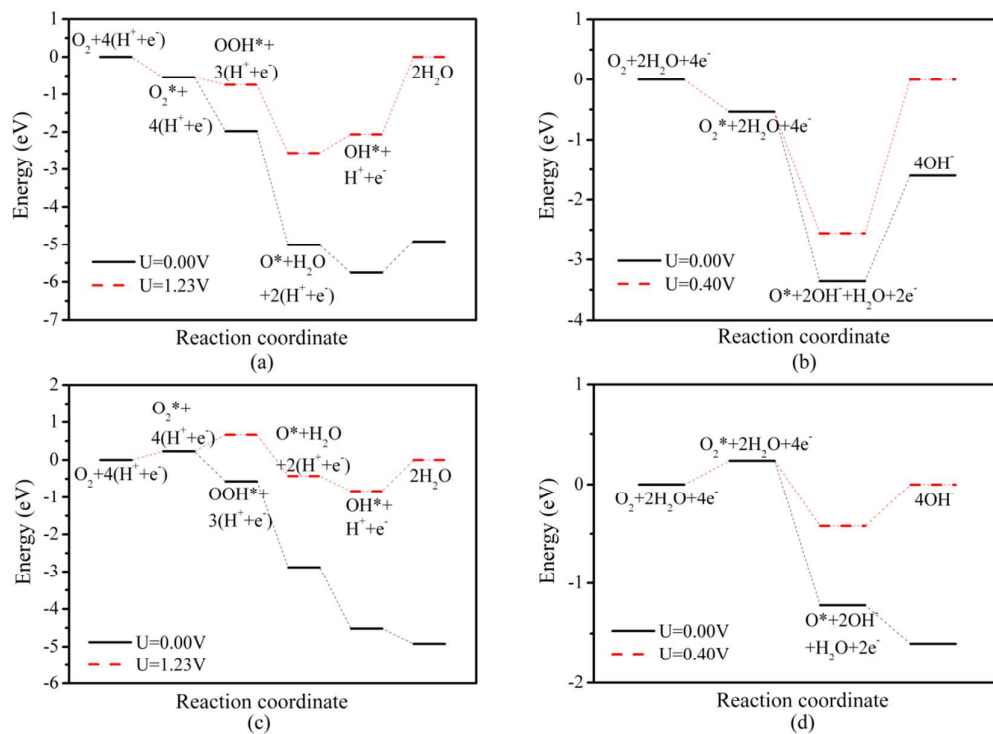 1
0
-1
-2
-3
-4
-5
-6
-7
Energy (eV)
O₂+4(H⁺+e⁻)
O₂*+
4(H⁺+e⁻)
OOH*+
3(H⁺+e⁻)
O*+H₂O
+2(H⁺+e⁻)
OH*+
H⁺+e⁻
2H₂O
U=0.00V
U=1.23V
Reaction coordinate
(a)
1
0
-1
-2
-3
-4
Energy (eV)
O₂+2H₂O+4e⁻
O₂*+2H₂O+4e⁻
4OH⁻
O*+2OH⁻+H₂O+2e⁻
U=0.00V
U=0.40V
Reaction coordinate
(b)
2
1
0
-1
-2
-3
-4
-5
-6
Energy (eV)
O₂*+
4(H⁺+e⁻)
O₂+4(H⁺+e⁻)
OOH*+
3(H⁺+e⁻)
O*+H₂O
+2(H⁺+e⁻)
OH*+
H⁺+e⁻
2H₂O
U=0.00V
U=1.23V
Reaction coordinate
(c)
1
0
-1
-2
Energy (eV)
O₂*+2H₂O+4e⁻
O₂+2H₂O+4e⁻
4OH⁻
O*+2OH⁻
+H₂O+2e⁻
U=0.00V
U=0.40V
Reaction coordinate
(d)